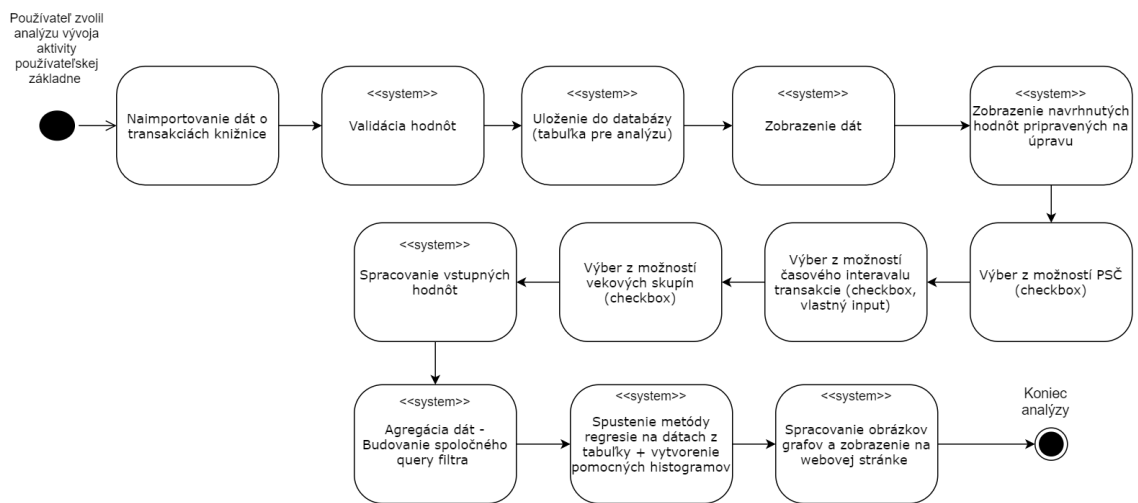 Používateľ zvolil
analýzu vývoja
aktivity
používateľskej
základne
Naimportovanie dát o
transakciách knižnice
<<system>>
Validácia hodnôt
<<system>>
Uloženie do databázy
(tabuľka pre analýzu)
<<system>>
Zobrazenie dát
<<system>>
Zobrazenie navrhnutých
hodnôt pripravených na
úpravu
Výber z možností PSČ
(checkbox)
Výber z možností
časového interavalu
transakcie (checkbox,
vlastný input)
Výber z možností
vekových skupín
(checkbox)
<<system>>
Spracovanie vstupných
hodnôt
<<system>>
Agregácia dát -
Budovanie spoločného
query filtra
<<system>>
Spustenie metódy
regresie na dátach z
tabuľky + vytvorenie
pomocných histogramov
<<system>>
Spracovanie obrázkov
grafov a zobrazenie na
webovej stránke
Koniec
analýzy